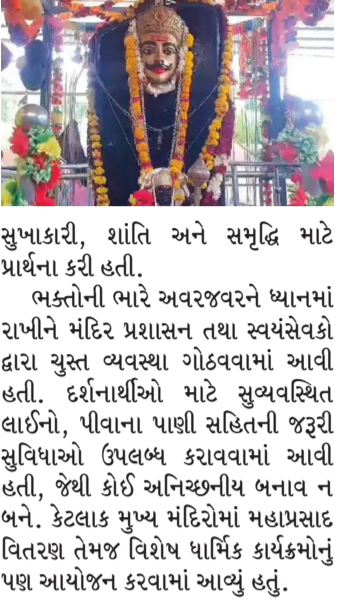 સુખાકારી, શાંતિ અને સમૃદ્ધિ માટે
પ્રાર્થના કરી હતી.
ભક્તોની ભારે અવરજવરને ધ્યાનમાં
રાખીને મંદિર પ્રશાસન તથા સ્વયંસેવકો
દ્વારા ચુસ્ત વ્યવસ્થા ગોઠવવામાં આવી
હતી. દર્શનાર્થીઓ માટે સુવ્યવસ્થિત
લાઈનો, પીવાના પાણી સહિતની જરૂરી
સુવિધાઓ ઉપલબ્ધ કરાવવામાં આવી
હતી, જેથી કોઈ અનિચ્છનીય બનાવ ન
બને. કેટલાક મુખ્ય મંદિરોમાં મહાપ્રસાદ
વિતરણ તેમજ વિશેષ ધાર્મિક કાર્યક્રમોનું
પણ આયોજન કરવામાં આવ્યું હતું.